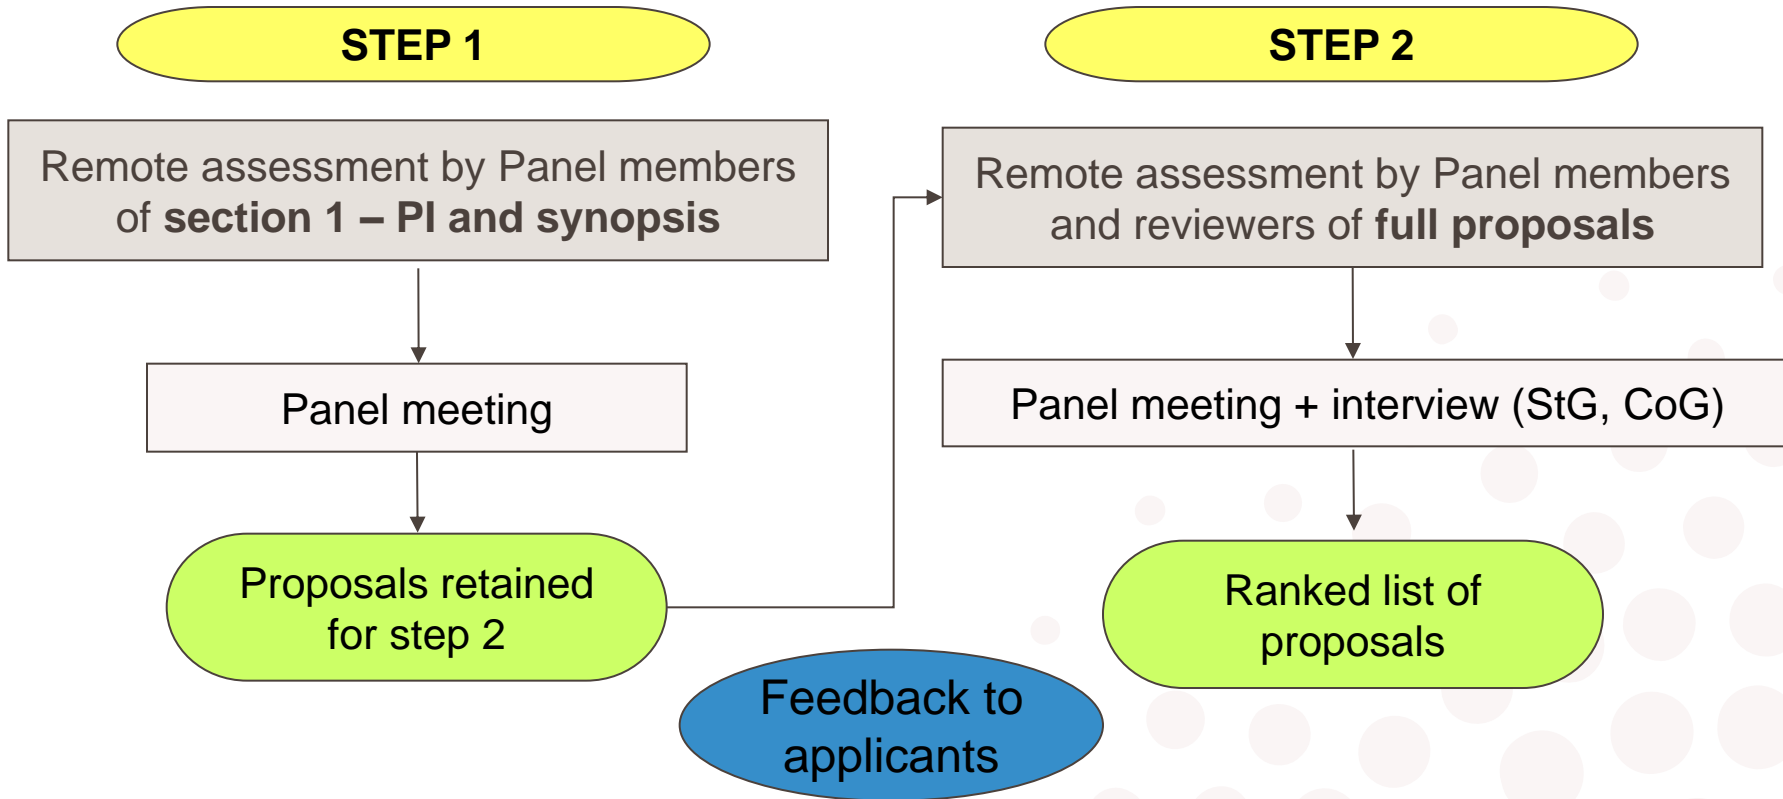 STEP 1
Remote assessment by Panel members
of section 1 – PI and synopsis
Panel meeting
Proposals retained
for step 2
STEP 2
Remote assessment by Panel members
and reviewers of full proposals
Panel meeting + interview (StG, CoG)
Ranked list of
proposals
Feedback to
applicants